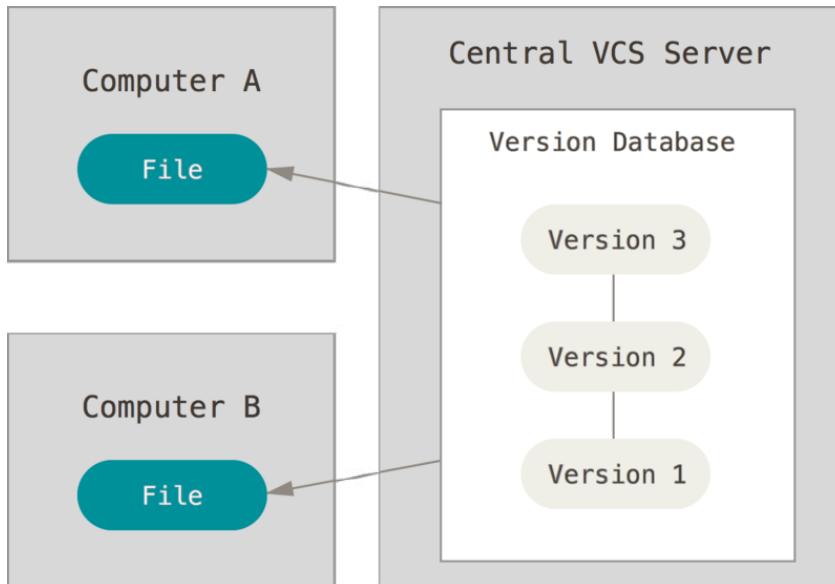 Computer A
File
Computer B
File
Central VCS Server
Version Database
Version 3
Version 2
Version 1